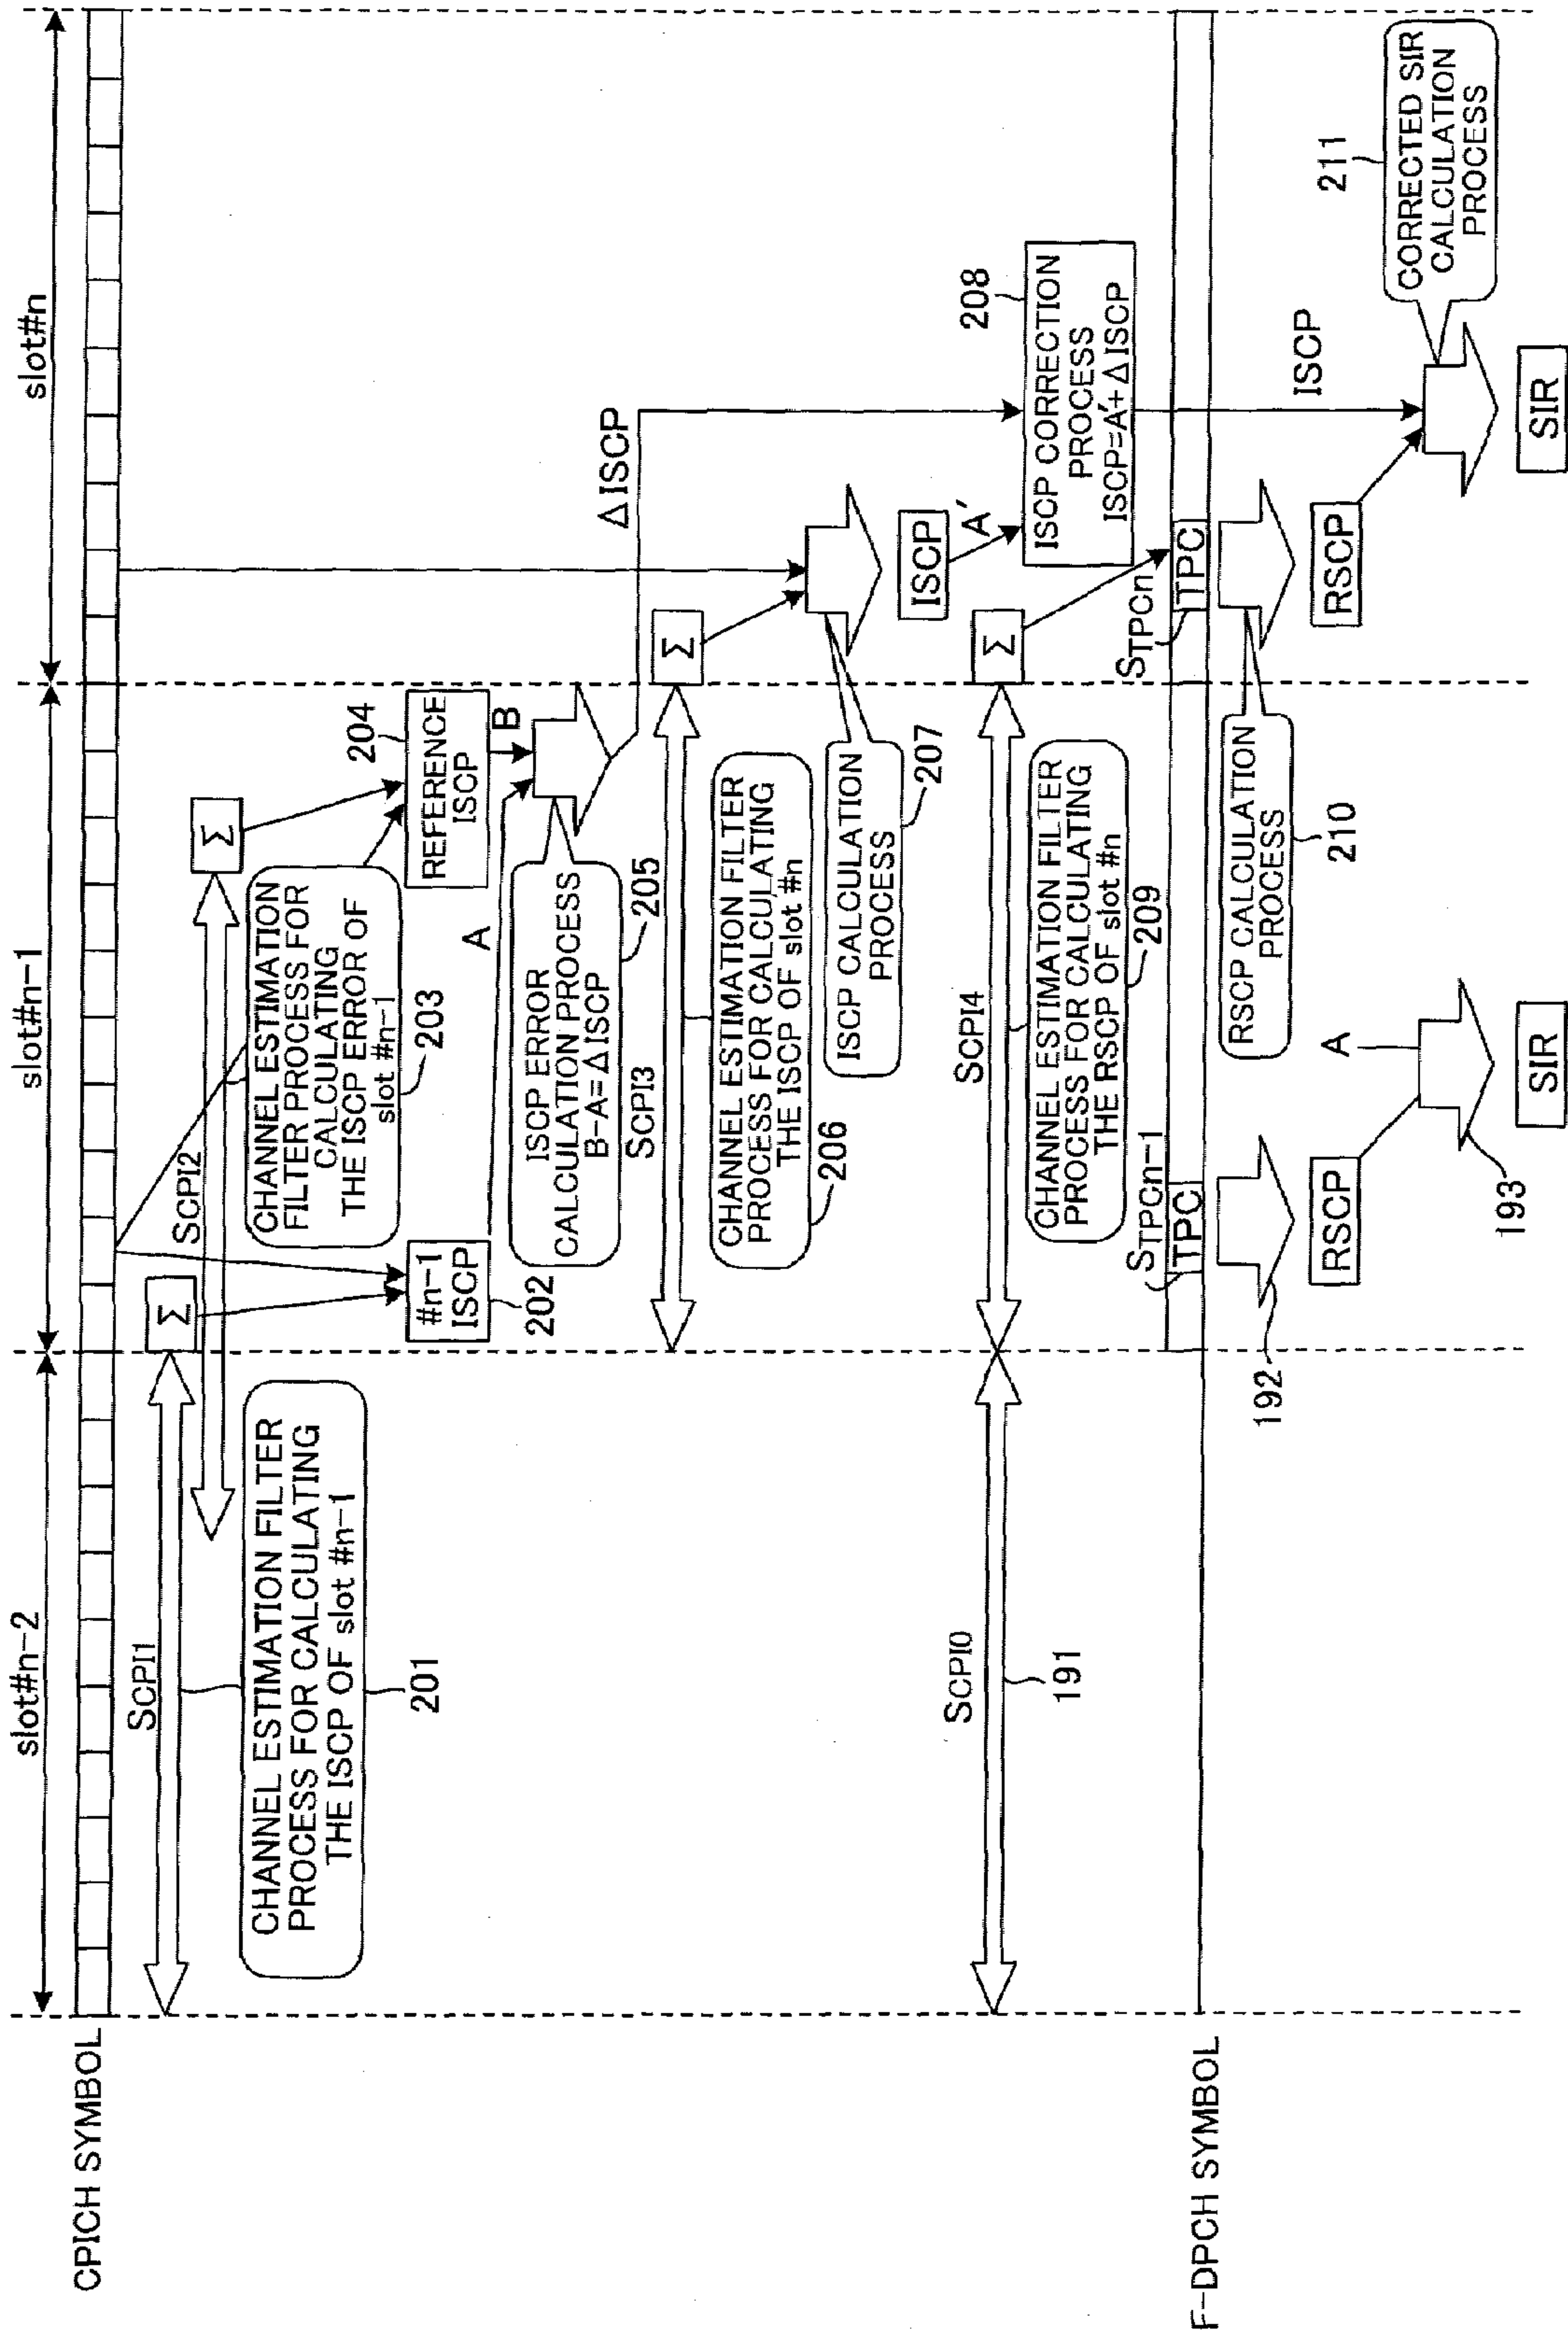 slot#n-2
slot#n-1
slot#n
CPICH SYMBOL
SCPI1
CHANNEL ESTIMATION FILTER
PROCESS FOR CALCULATING
THE ISCP OF slot #n-1
201
Σ
SCPI2
Σ
CHANNEL ESTIMATION
FILTER PROCESS FOR
CALCULATING
THE ISCP ERROR OF
slot #n-1
203
#n-1
ISCP
202
204
REFERENCE
ISCP
A
B
ISCP ERROR
CALCULATION PROCESS
B-A=ΔISCP
205
ΔISCP
SCPI3
Σ
CHANNEL ESTIMATION FILTER
PROCESS FOR CALCULATING
THE ISCP OF slot #n
206
ISCP CALCULATION
PROCESS
207
ISCP
A'
208
ISCP CORRECTION
PROCESS
ISCP=A'+ΔISCP
SCPI0
191
SCPI4
Σ
CHANNEL ESTIMATION FILTER
PROCESS FOR CALCULATING
THE RSCP OF slot #n
209
F-DPCH SYMBOL
STPCn-1
TPC
STPCn
TPC
192
RSCP
A
193
SIR
RSCP CALCULATION
PROCESS
210
RSCP
ISCP
211
CORRECTED SIR
CALCULATION
PROCESS
SIR